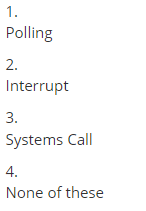 1.
Polling
2.
Interrupt
3.
Systems Call
4.
None of these